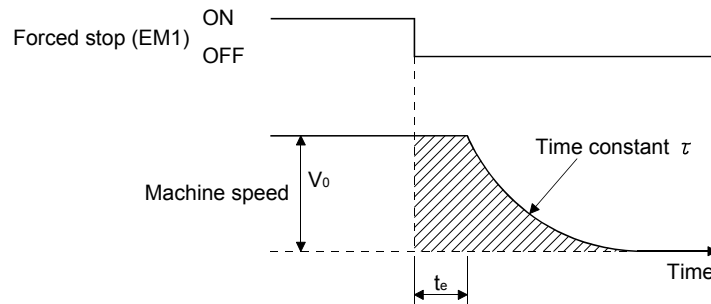 ON
Forced stop (EM1)
OFF
Time constant τ
V0
Machine speed
Time
te